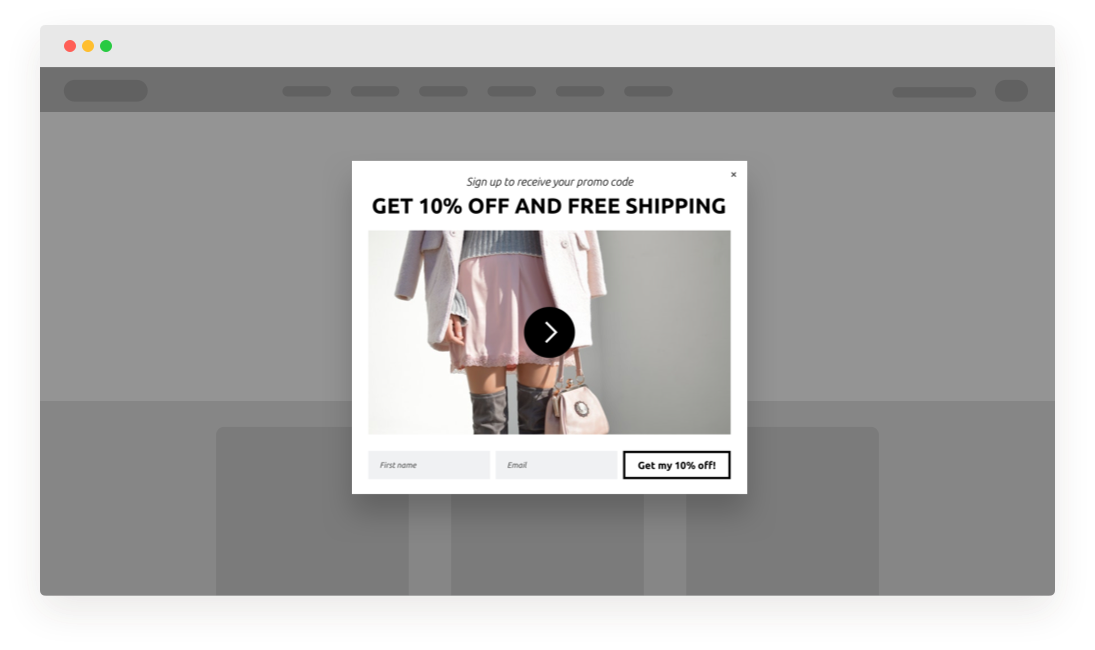 Sign up to receive your promo code
×
GET 10% OFF AND FREE SHIPPING
First name
Email
Get my 10% off!